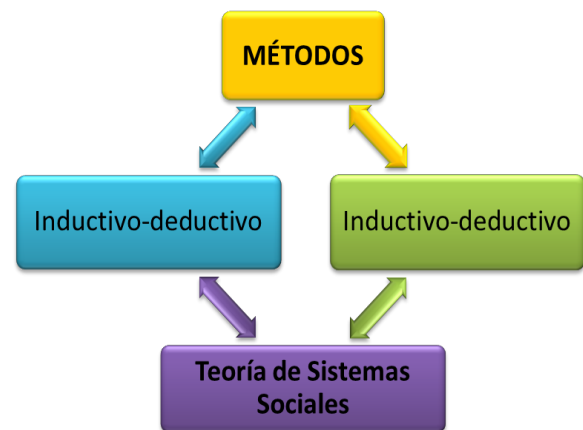 MÉTODOS
Inductivo-deductivo
Inductivo-deductivo
Teoría de Sistemas
Sociales